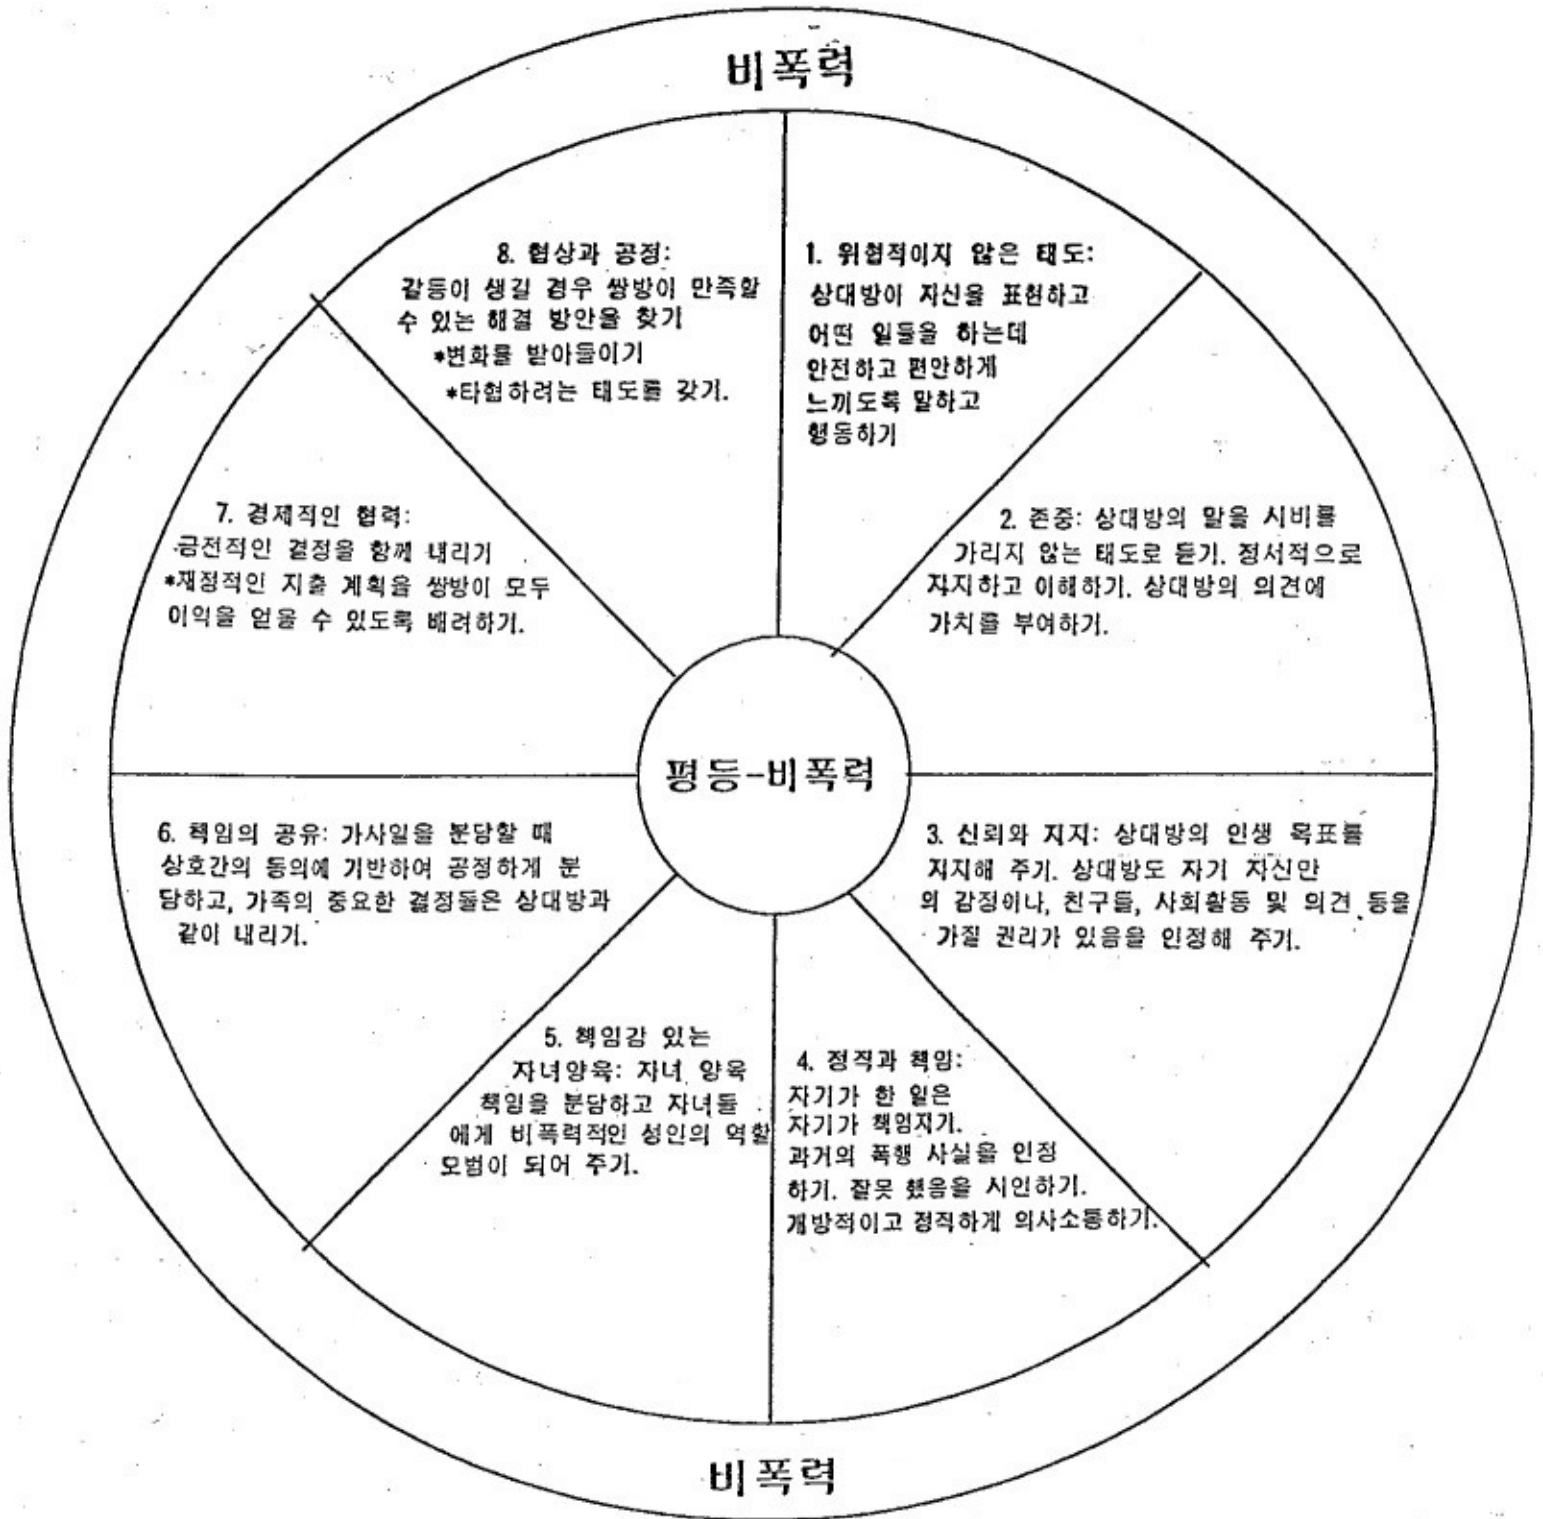 비폭력
1. 위협적이지 않은 태도:
상대방이 자신을 표현하고
어떤 일들을 하는데
안전하고 편안하게
느끼도록 말하고
행동하기
2. 존중: 상대방의 말을 시비를
가리지 않는 태도로 듣기. 정서적으로
지지하고 이해하기. 상대방의 의견에
가치를 부여하기.
3. 신뢰와 지지: 상대방의 인생 목표를
지지해 주기. 상대방도 자기 자신만
의 감정이나, 친구들, 사회활동 및 의견 등을
가질 권리가 있음을 인정해 주기.
4. 정직과 책임:
자기가 한 일은
자기가 책임지기.
과거의 폭행 사실을 인정
하기. 잘못 했음을 시인하기.
개방적이고 정직하게 의사소통하기.
5. 책임감 있는
자녀양육: 자녀 양육
책임을 분담하고 자녀들
에게 비폭력적인 성인의 역할
모범이 되어 주기.
6. 책임의 공유: 가사일을 분담할 때
상호간의 동의에 기반하여 공정하게 분
담하고, 가족의 중요한 결정들은 상대방과
같이 내리기.
7. 경제적인 협력:
금전적인 결정을 함께 내리기
*재정적인 지출 계획을 쌍방이 모두
이익을 얻을 수 있도록 배려하기.
8. 협상과 공정:
갈등이 생길 경우 쌍방이 만족할
수 있는 해결 방안을 찾기
*변화를 받아들이기
*타협하려는 태도를 갖기.
평등-비폭력
비폭력